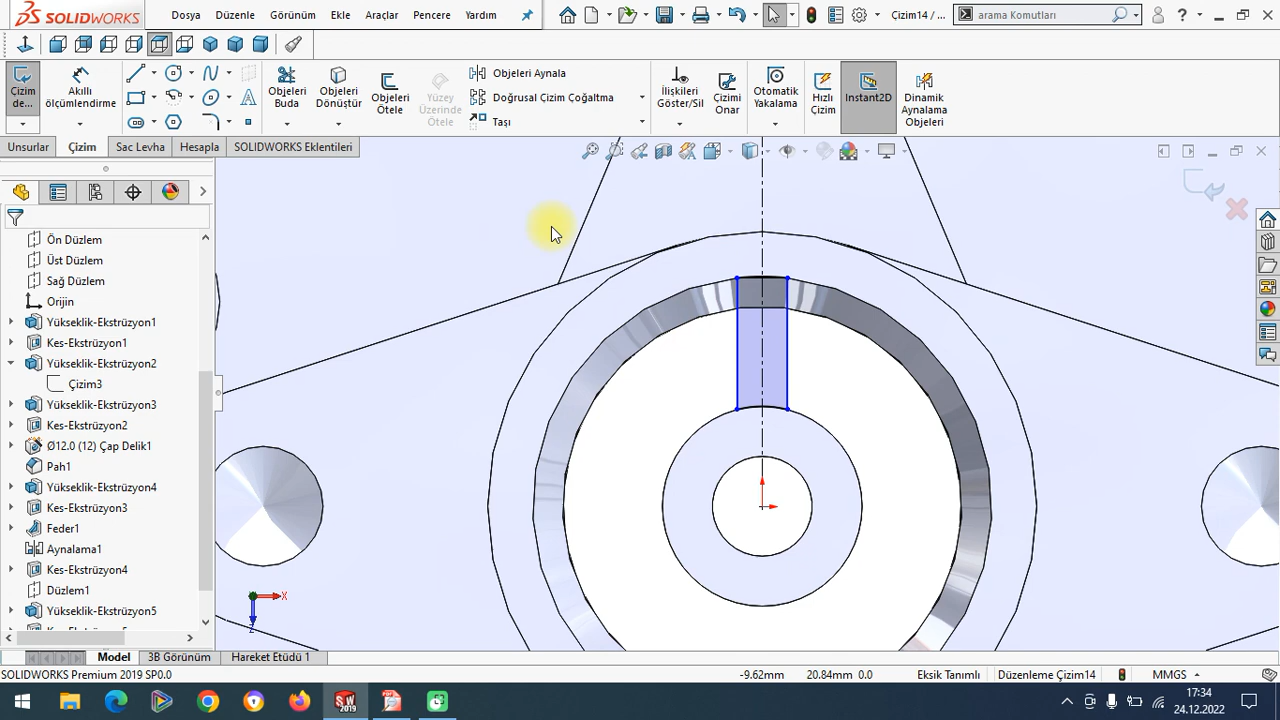 SOLIDWORKS Dosya Düzenle Görünüm Ekle Araçlar Pencere Yardım Çizim14 / ... arama Komutları ?
Çizim de... Akıllı ölçümlendirme A Objeleri Buda Objeleri Dönüştür Objeleri Ötele Yüzey Üzerinde Ötele Objeleri Aynala Doğrusal Çizim Çoğaltma Taşı İlişkileri Göster/Sil Çizimi Onar Otomatik Yakalama Hızlı Çizim Instant2D Dinamik Aynalama Objeleri
Unsurlar Çizim Sac Levha Hesapla SOLIDWORKS Eklentileri
Ön Düzlem
Üst Düzlem
Sağ Düzlem
Orijin
Yükseklik-Ekstrüzyon1
Kes-Ekstrüzyon1
Yükseklik-Ekstrüzyon2
Çizim3
Yükseklik-Ekstrüzyon3
Kes-Ekstrüzyon2
Ø12.0 (12) Çap Delik1
Pah1
Yükseklik-Ekstrüzyon4
Kes-Ekstrüzyon3
Feder1
Aynalama1
Kes-Ekstrüzyon4
Düzlem1
Yükseklik-Ekstrüzyon5
X
Z
Model 3B Görünüm Hareket Etüdü 1
SOLIDWORKS Premium 2019 SP0.0 -9.62mm 20.84mm 0.0 Eksik Tanımlı Düzenleme Çizim14 MMGS
SW 2019
17:34
24.12.2022